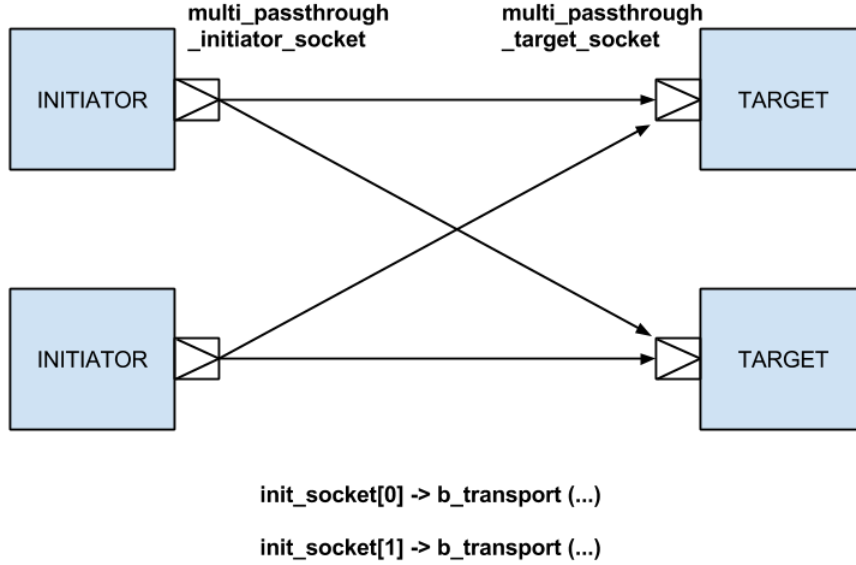 multi_passthrough
_initiator_socket
multi_passthrough
_target_socket
INITIATOR
TARGET
INITIATOR
TARGET
init_socket[0] -> b_transport (...)
init_socket[1] -> b_transport (...)